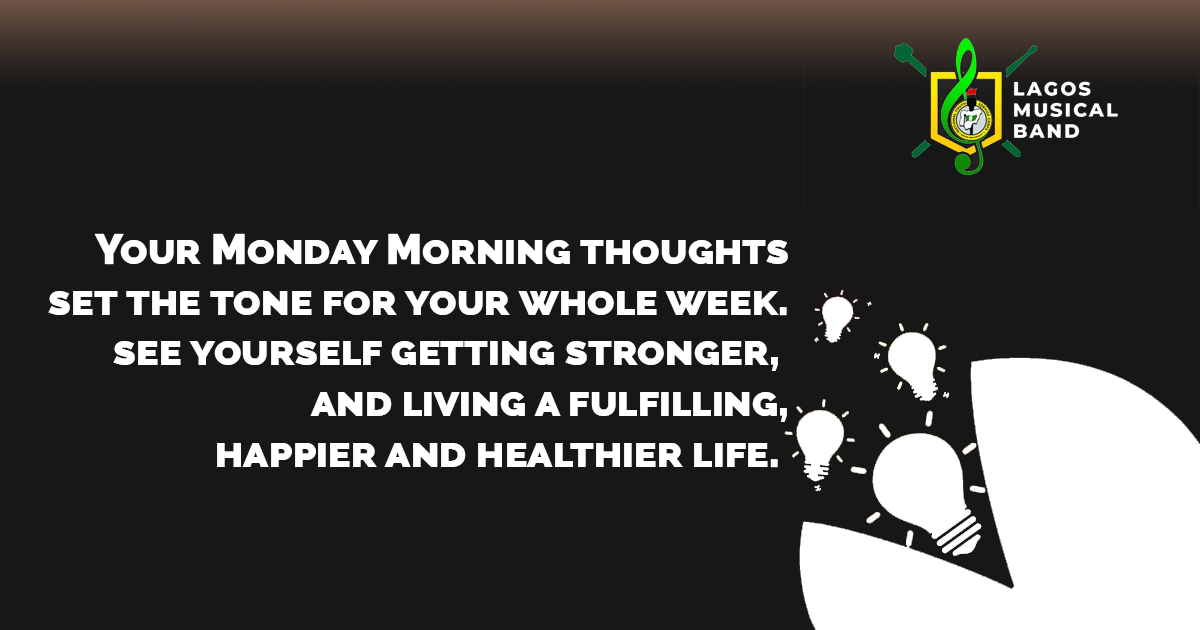 LAGOS
MUSICAL
BAND
Your Monday Morning thoughts
set the tone for your whole week.
see yourself getting stronger,
and living a fulfilling,
happier and healthier life.